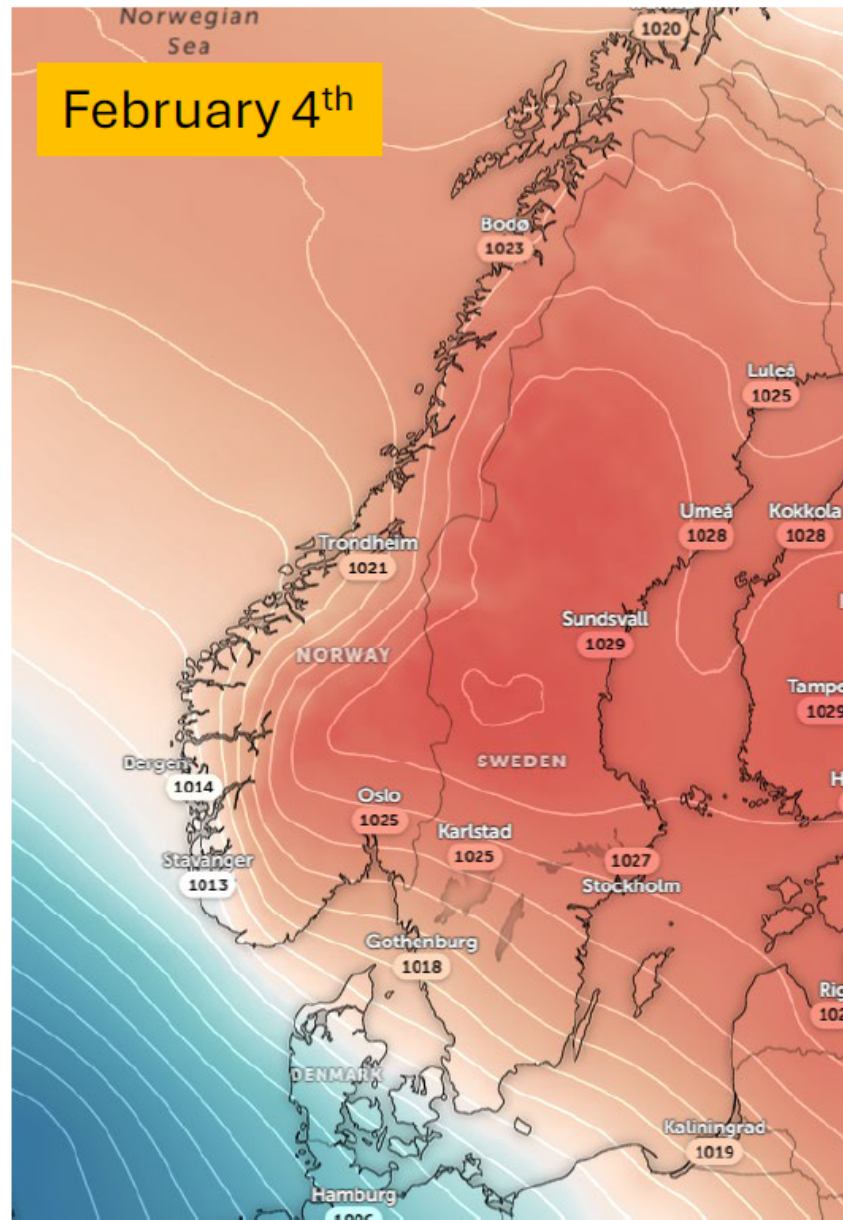 Norwegian
Sea
1020
February 4th
Bodø
1023
Luleå
1025
Umeå
1028
Kokkola
1028
Trondheim
1021
Sundsvall
1029
NORWAY
1029
Bergen
1014
SWEDEN
Oslo
1025
Karlstad
1025
1027
Stockholm
Stavanger
1013
Gothenburg
1018
DENMARK
Kaliningrad
1019
Hamburg